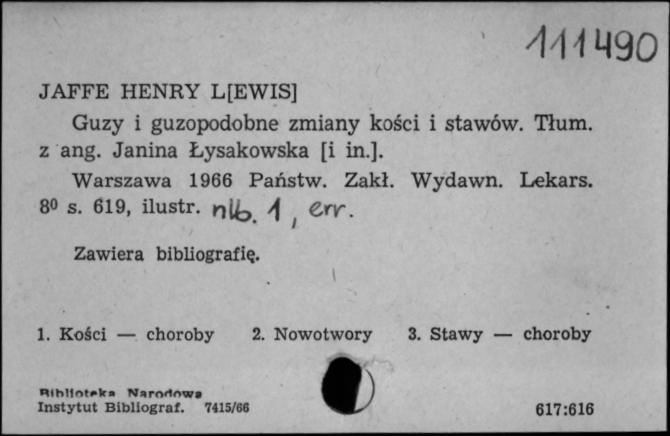 111490
JAFFE HENRY L[EWIS]
Guzy i guzopodobne zmiany kości i stawów. Tłum.
z ang. Janina Łysakowska [i in.].
Warszawa 1966 Państw. Zakł. Wydawn. Lekars.
8⁰ s. 619, ilustr. nlb. 1, err.
Zawiera bibliografię.
1. Kości — choroby 2. Nowotwory 3. Stawy — choroby
Biblioteka Narodowa
Instytut Bibliograf. 7415/66 617:616